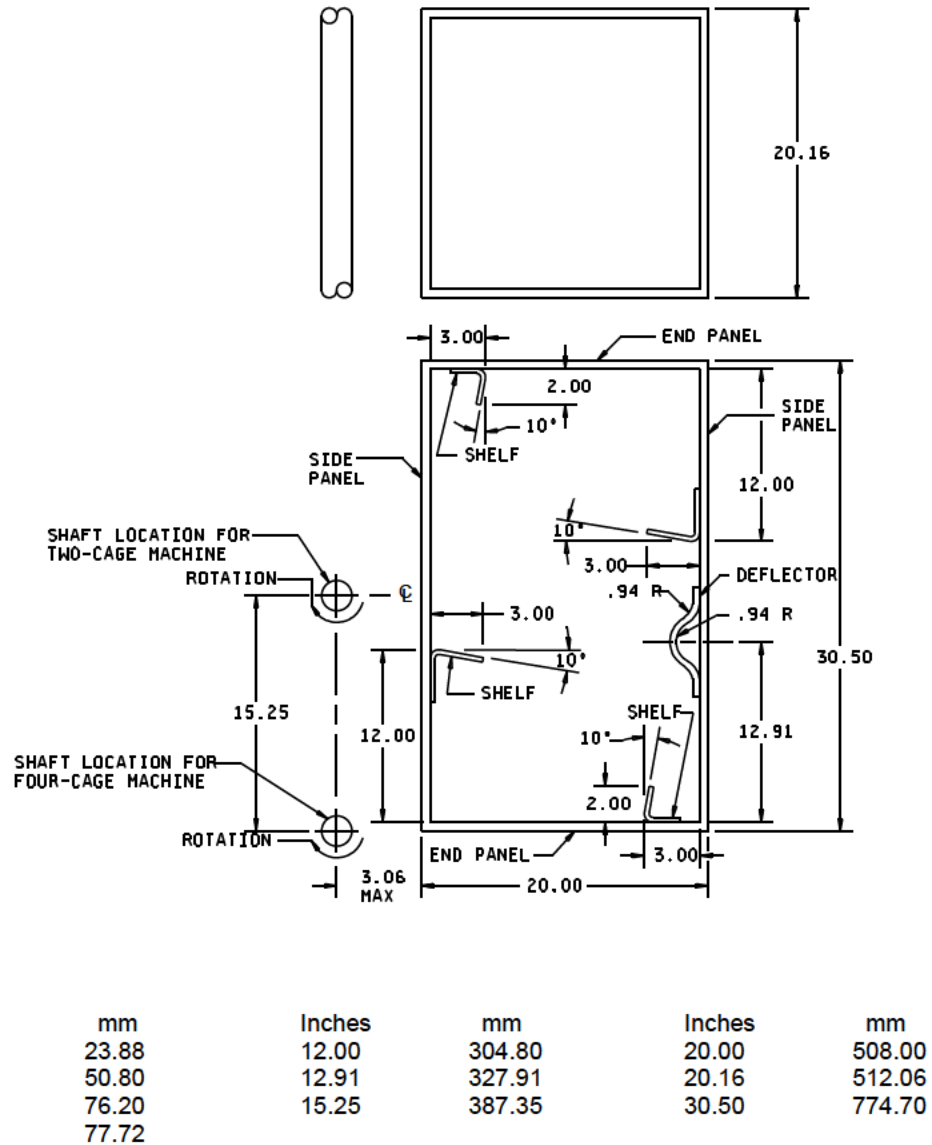 20.16
3.00
END PANEL
2.00
10°
SHELF
SIDE
PANEL
SIDE
PANEL
12.00
SHAFT LOCATION FOR
TWO-CAGE MACHINE
10°
3.00
DEFLECTOR
ROTATION
℄
.94 R
.94 R
3.00
10°
30.50
SHELF
SHELF
15.25
12.00
10°
12.91
SHAFT LOCATION FOR
FOUR-CAGE MACHINE
2.00
ROTATION
END PANEL
3.00
3.06
MAX
20.00
mm Inches mm Inches mm
23.88 12.00 304.80 20.00 508.00
50.80 12.91 327.91 20.16 512.06
76.20 15.25 387.35 30.50 774.70
77.72